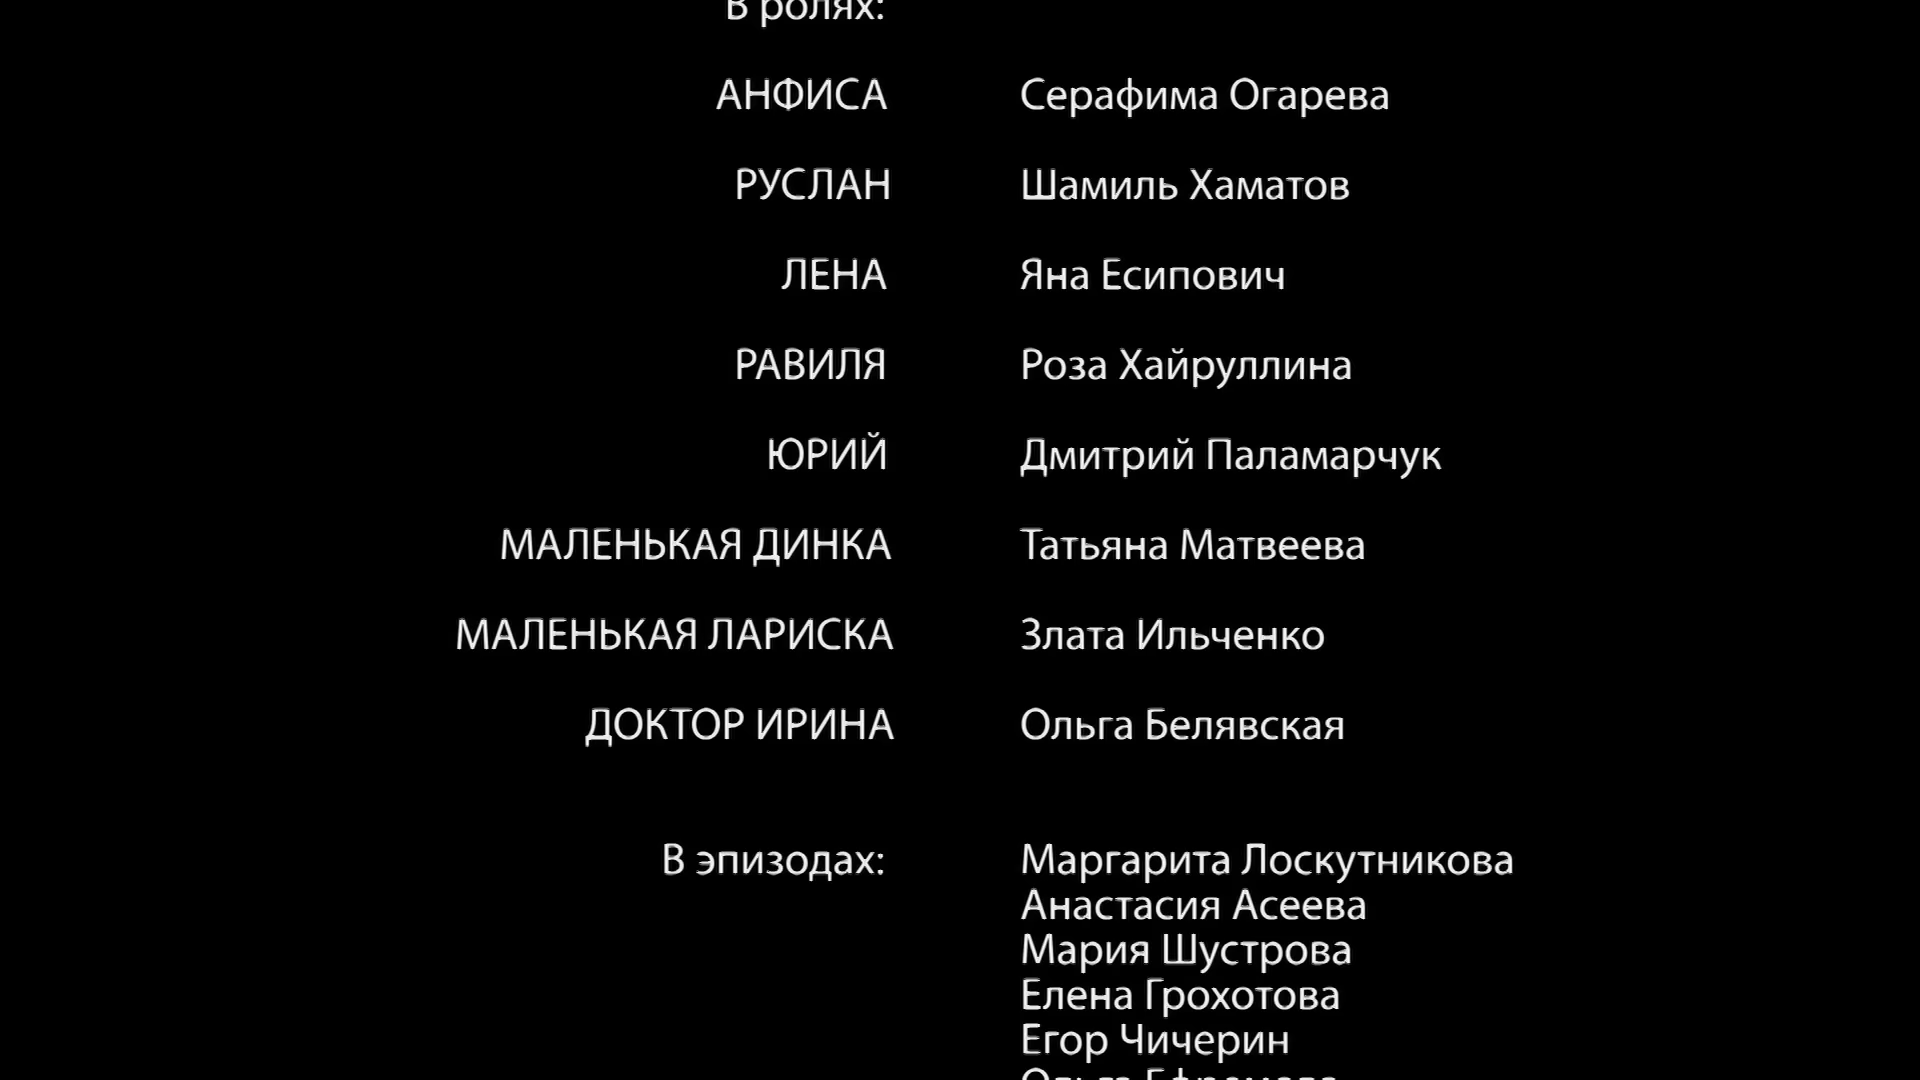 В ролях:
АНФИСА Серафима Огарева
РУСЛАН Шамиль Хаматов
ЛЕНА Яна Есипович
РАВИЛЯ Роза Хайруллина
ЮРИЙ Дмитрий Паламарчук
МАЛЕНЬКАЯ ДИНКА Татьяна Матвеева
МАЛЕНЬКАЯ ЛАРИСКА Злата Ильченко
ДОКТОР ИРИНА Ольга Белявская
В эпизодах: Маргарита Лоскутникова
Анастасия Асеева
Мария Шустрова
Елена Грохотова
Егор Чичерин
Ольга